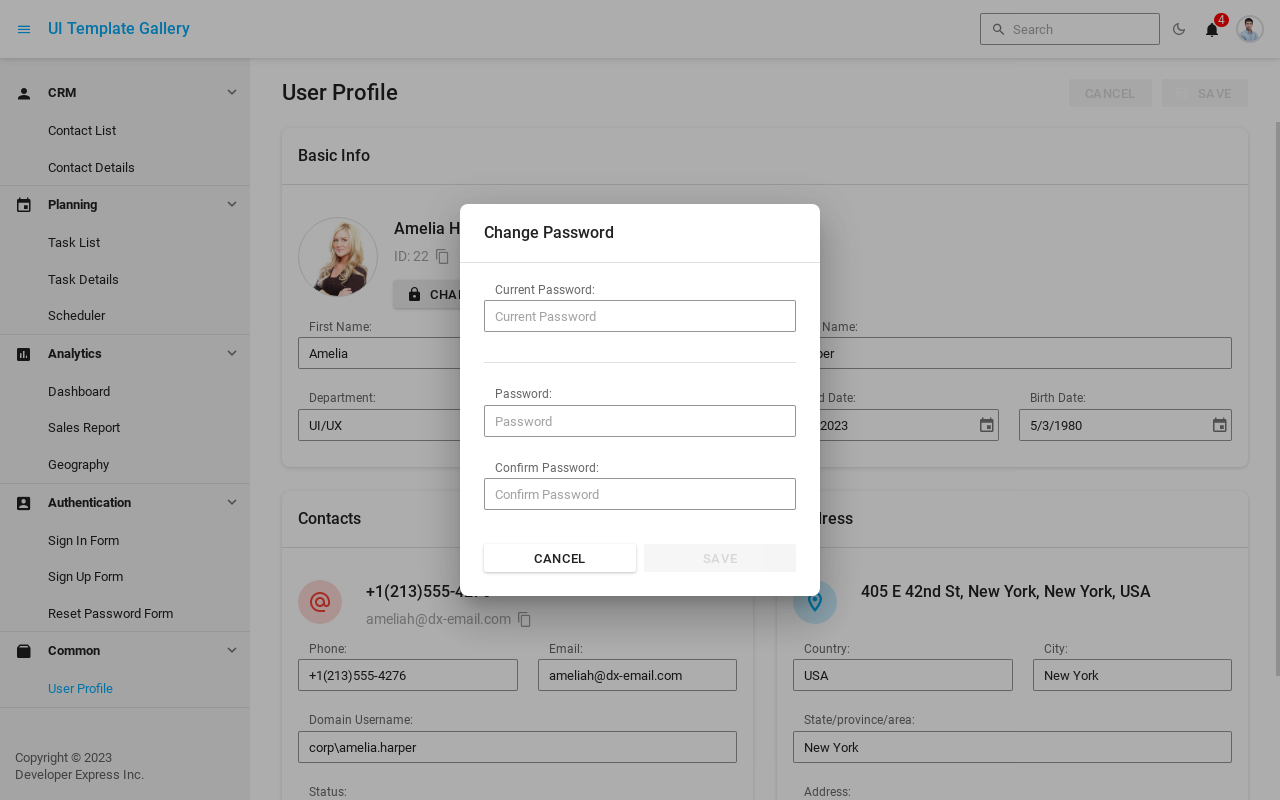 UI Template Gallery
Search
4
CRM
Contact List
Contact Details
Planning
Task List
Task Details
Scheduler
Analytics
Dashboard
Sales Report
Geography
Authentication
Sign In Form
Sign Up Form
Reset Password Form
Common
User Profile
Copyright © 2023
Developer Express Inc.
User Profile
CANCEL
SAVE
Basic Info
Amelia H
ID: 22
CHA
First Name:
Amelia
Name:
per
Department:
UI/UX
d Date:
2023
Birth Date:
5/3/1980
Change Password
Current Password:
Current Password
Password:
Password
Confirm Password:
Confirm Password
CANCEL
SAVE
Contacts
+1(213)555-4276
ameliah@dx-email.com
Phone:
+1(213)555-4276
Email:
ameliah@dx-email.com
Domain Username:
corp\amelia.harper
Status:
dress
405 E 42nd St, New York, New York, USA
Country:
USA
City:
New York
State/province/area:
New York
Address: